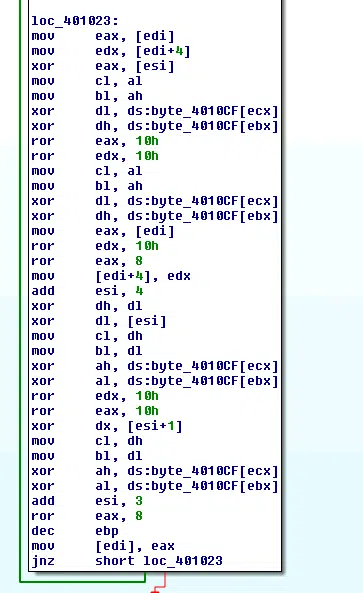 loc_401023:
mov eax, [edi]
mov edx, [edi+4]
xor eax, [esi]
mov cl, al
mov bl, ah
xor dl, ds:byte_4010CF[ecx]
xor dh, ds:byte_4010CF[ebx]
ror eax, 10h
ror edx, 10h
mov cl, al
mov bl, ah
xor dl, ds:byte_4010CF[ecx]
xor dh, ds:byte_4010CF[ebx]
mov eax, [edi]
ror edx, 10h
ror eax, 8
mov [edi+4], edx
add esi, 4
xor dh, dl
xor dl, [esi]
mov cl, dh
mov bl, dl
xor ah, ds:byte_4010CF[ecx]
xor al, ds:byte_4010CF[ebx]
ror edx, 10h
ror eax, 10h
xor dx, [esi+1]
mov cl, dh
mov bl, dl
xor ah, ds:byte_4010CF[ecx]
xor al, ds:byte_4010CF[ebx]
add esi, 3
ror eax, 8
dec ebp
mov [edi], eax
jnz short loc_401023